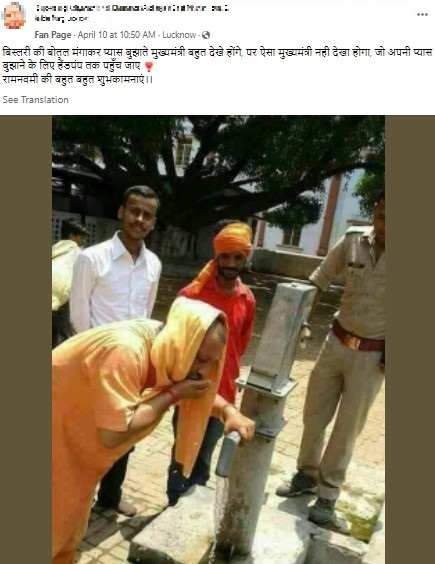 Fan Page · April 10 at 10:50 AM · Lucknow ·
बिस्तरी की बोतल मंगाकर प्यास बुझाते मुख्यमंत्री बहुत देखे होंगे, पर ऐसा मुख्यमंत्री नही देखा होगा, जो अपनी प्यास
बुझाने के लिए हैंडपंप तक पहुँच जाए ❣️
रामनवमी की बहुत बहुत शुभकामनाएं।।
See Translation